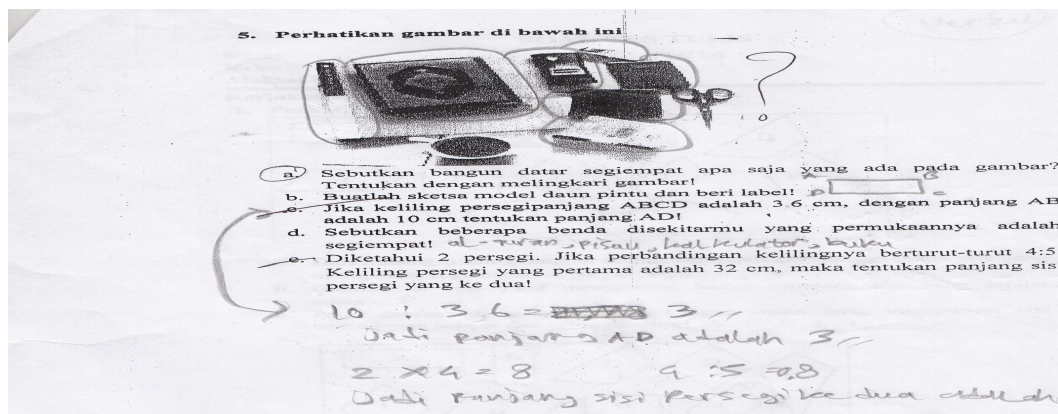 5. Perhatikan gambar di bawah ini
?
a. Sebutkan bangun datar segiempat apa saja yang ada pada gambar?
Tentukan dengan melingkari gambar!
b. Buatlah sketsa model daun pintu dan beri label! A B D C
c. Jika keliling persegipanjang ABCD adalah 3.6 cm, dengan panjang AB
adalah 10 cm tentukan panjang AD!
d. Sebutkan beberapa benda disekitarmu yang permukaannya adalah
segiempat! al-quran, pisau, kalkulator, buku
e. Diketahui 2 persegi. Jika perbandingan kelilingnya berturut-turut 4:5
Keliling persegi yang pertama adalah 32 cm, maka tentukan panjang sis
persegi yang ke dua!
10 : 3,6 = 3
Jadi panjang AD adalah 3
2 x 4 = 8 4 :5 =0,8
Jadi panjang sisi persegi ke dua adalah